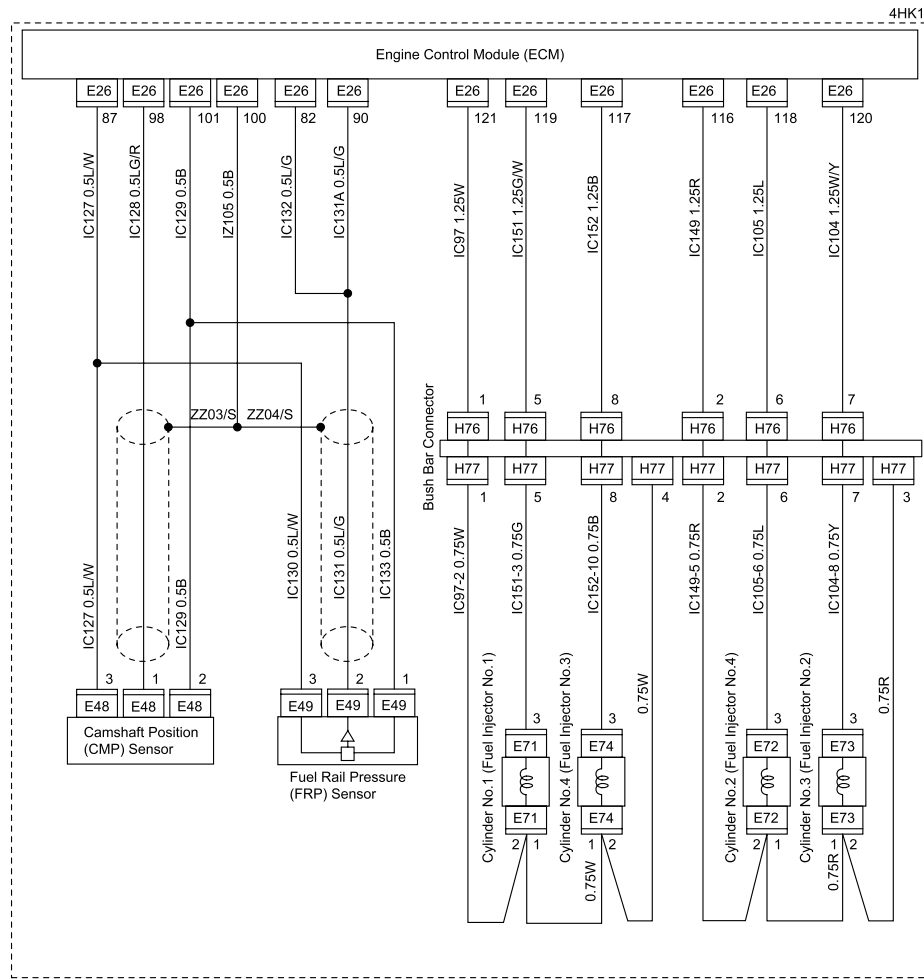 4HK1
Engine Control Module (ECM)
E26 E26 E26 E26 E26 E26 E26 E26 E26 E26 E26 E26
87 98 101 100 82 90 121 119 117 116 118 120
IC127 0.5L/W
IC128 0.5LG/R
IC129 0.5B
IZ105 0.5B
IC132 0.5L/G
IC131A 0.5L/G
IC97 1.25W
IC151 1.25G/W
IC152 1.25B
IC149 1.25R
IC105 1.25L
IC104 1.25W/Y
ZZ03/S ZZ04/S
Bush Bar Connector
1 5 8 2 6 7
H76 H76 H76 H76 H76 H76
H77 H77 H77 H77 H77 H77 H77 H77
1 5 8 4 2 6 7 3
IC127 0.5L/W
IC129 0.5B
IC130 0.5L/W
IC131 0.5L/G
IC133 0.5B
IC97-2 0.75W
IC151-3 0.75G
IC152-10 0.75B
0.75W
IC149-5 0.75R
IC105-6 0.75L
IC104-8 0.75Y
0.75R
3 1 2 3 2 1
E48 E48 E48 E49 E49 E49
Camshaft Position
(CMP) Sensor
Fuel Rail Pressure
(FRP) Sensor
Cylinder No.1 (Fuel Injector No.1)
Cylinder No.4 (Fuel Injector No.3)
Cylinder No.2 (Fuel Injector No.4)
Cylinder No.3 (Fuel Injector No.2)
3 3 3 3
E71 E74 E72 E73
E71 E74 E72 E73
2 1 1 2 2 1 1 2
0.75W
0.75R